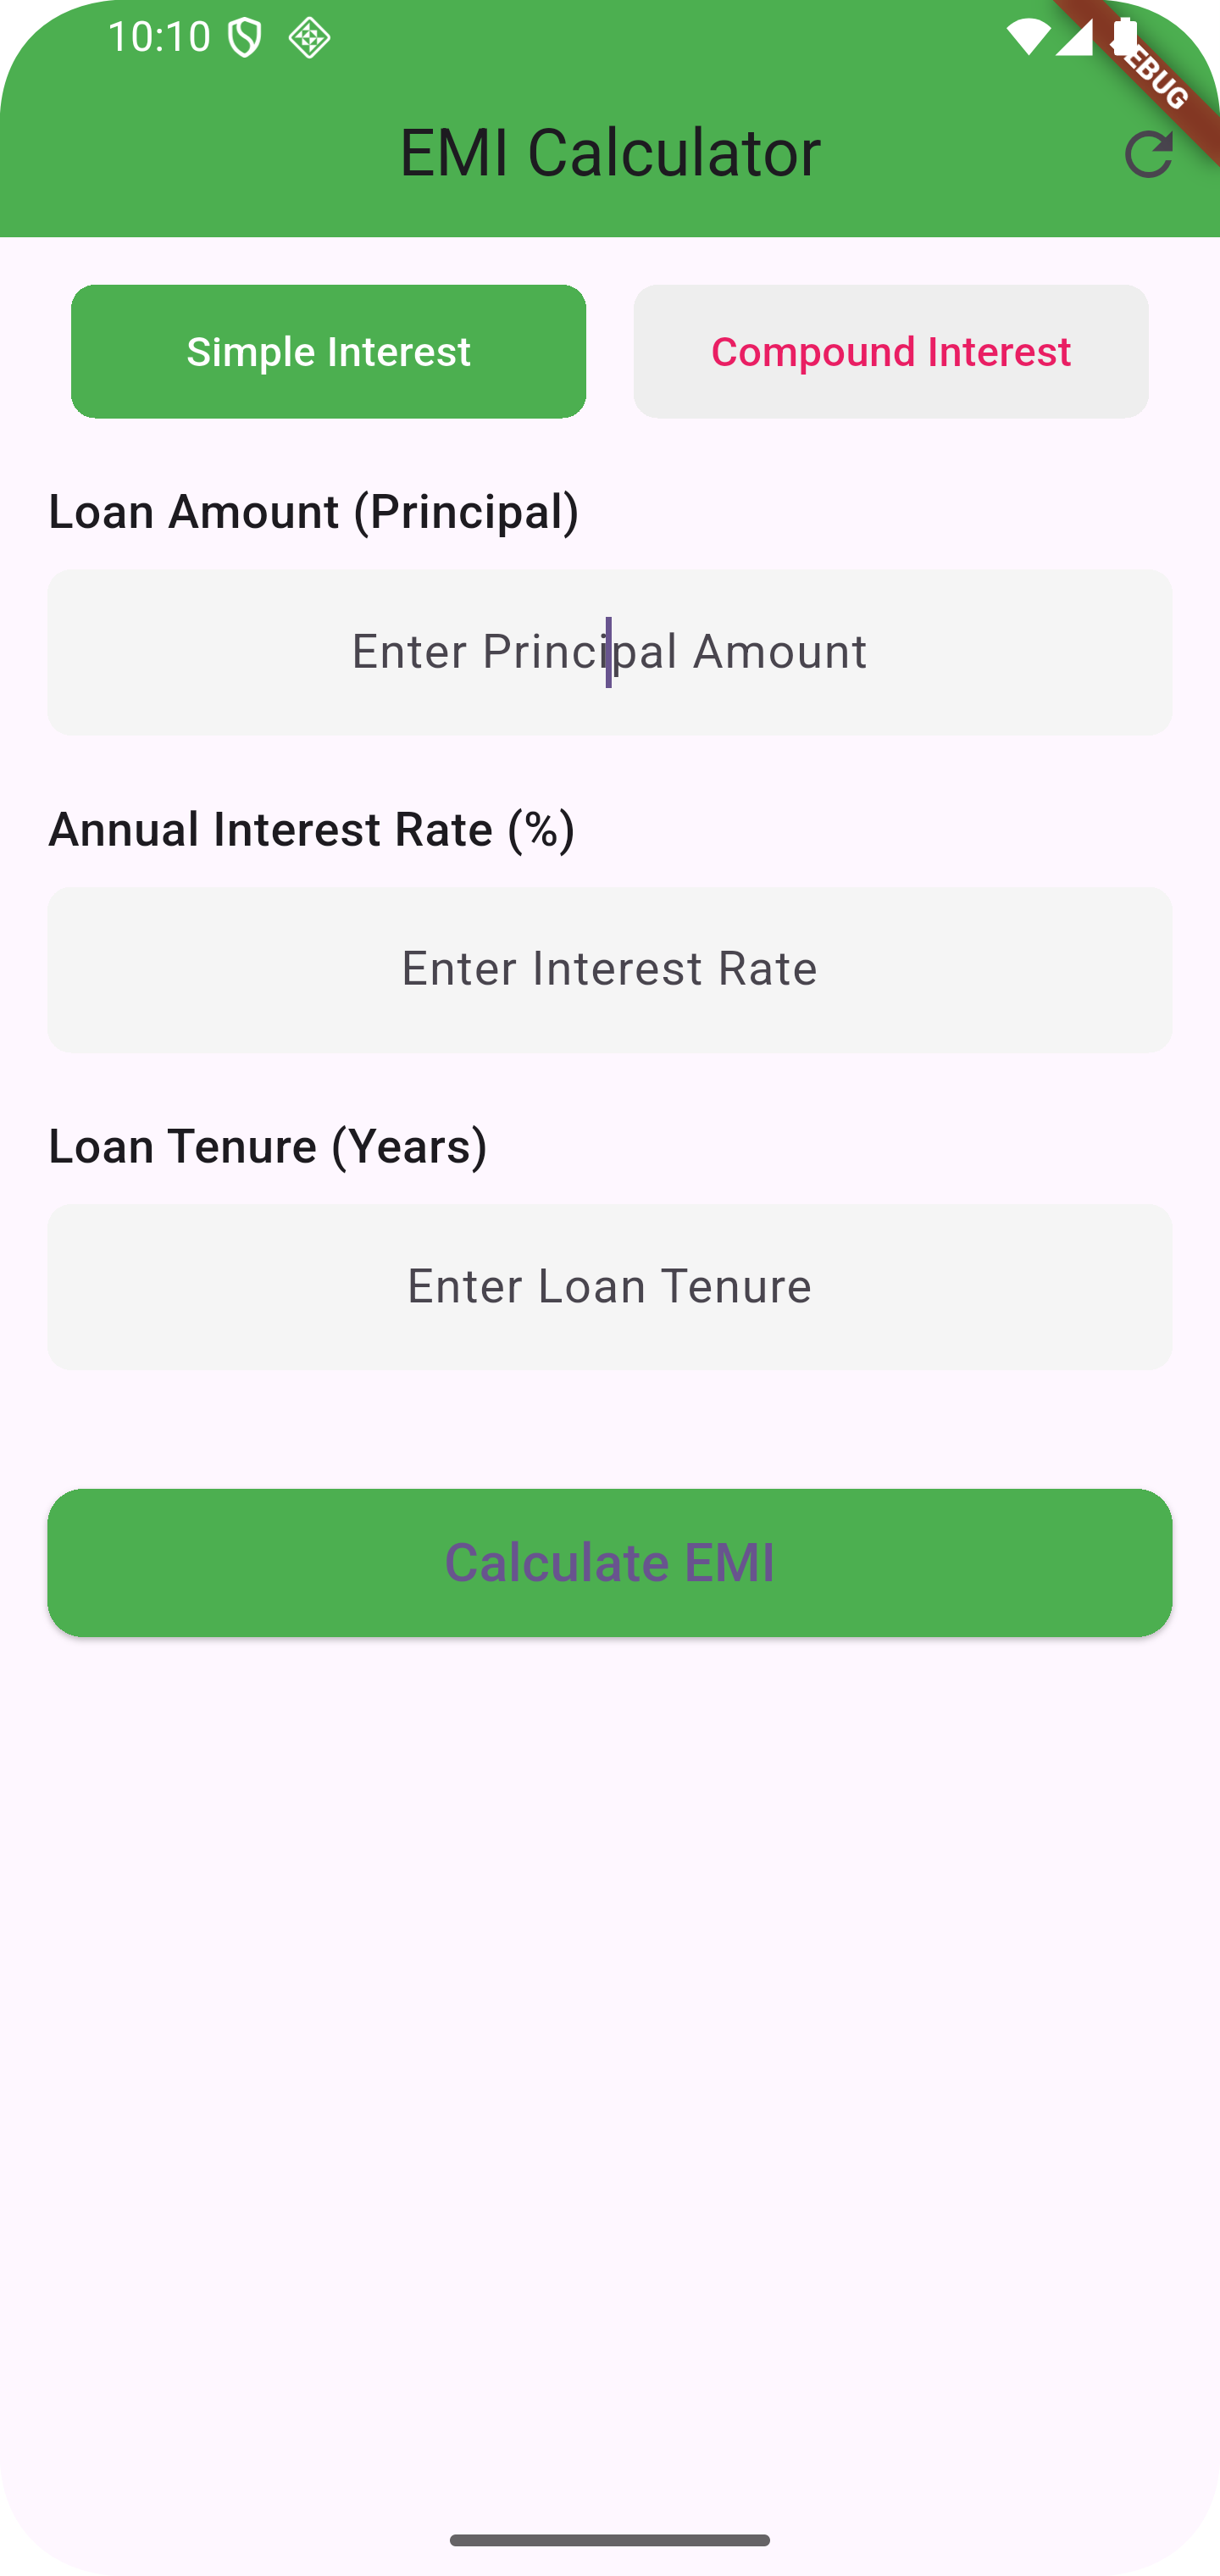 10:10
EBUG
EMI Calculator
Simple Interest
Compound Interest
Loan Amount (Principal)
Enter Principal Amount
Annual Interest Rate (%)
Enter Interest Rate
Loan Tenure (Years)
Enter Loan Tenure
Calculate EMI